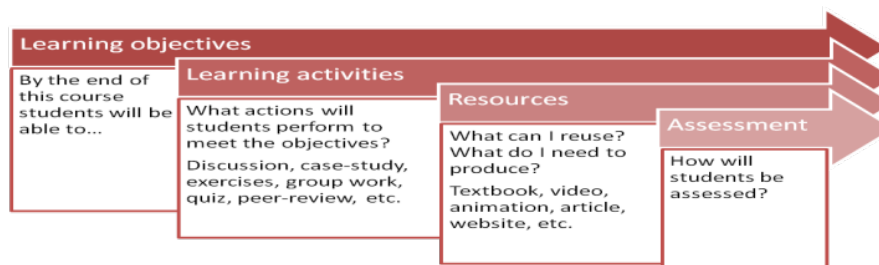 Learning objectives
By the end of
this course
students will be
able to...
Learning activities
What actions will
students perform to
meet the objectives?
Discussion, case-study,
exercises, group work,
quiz, peer-review, etc.
Resources
What can I reuse?
What do I need to
produce?
Textbook, video,
animation, article,
website, etc.
Assessment
How will
students be
assessed?